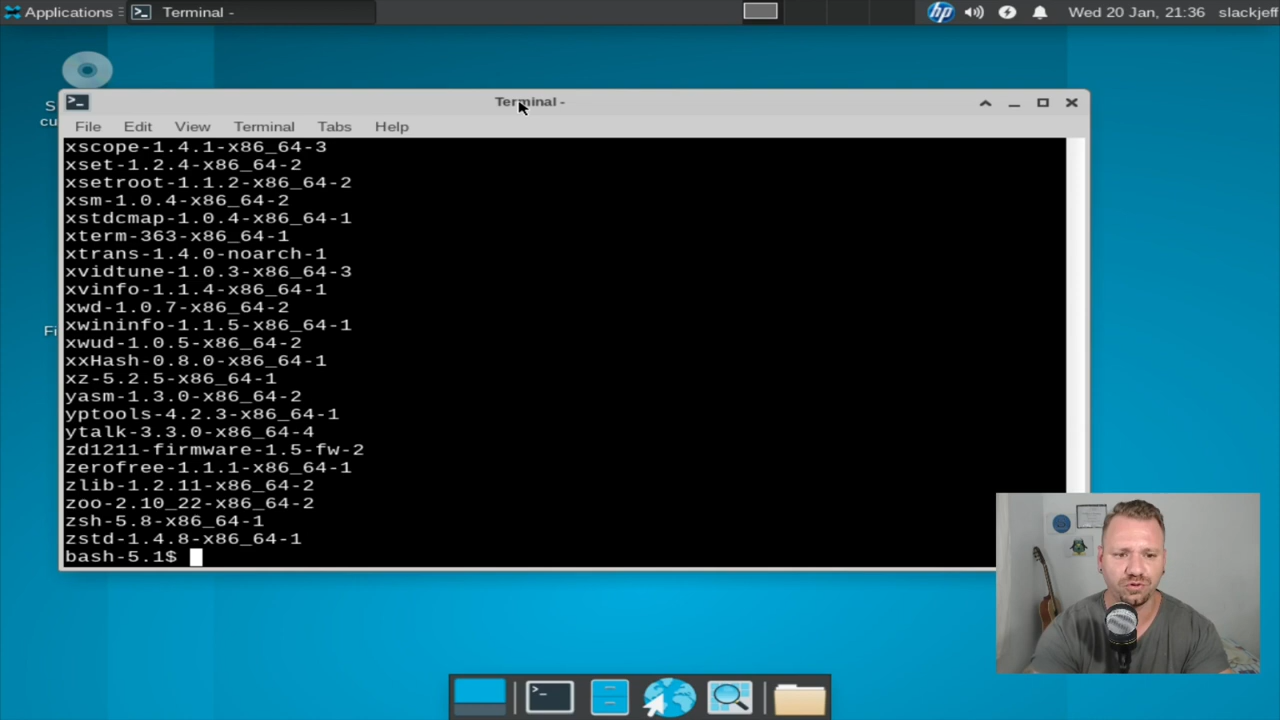 Applications
Terminal -
hp
Wed 20 Jan, 21:36
slackjeff
S
cu
Fi
Terminal -
File Edit View Terminal Tabs Help
xscope-1.4.1-x86_64-3
xset-1.2.4-x86_64-2
xsetroot-1.1.2-x86_64-2
xsm-1.0.4-x86_64-2
xstdcmap-1.0.4-x86_64-1
xterm-363-x86_64-1
xtrans-1.4.0-noarch-1
xvidtune-1.0.3-x86_64-3
xvinfo-1.1.4-x86_64-1
xwd-1.0.7-x86_64-2
xwininfo-1.1.5-x86_64-1
xwud-1.0.5-x86_64-2
xxHash-0.8.0-x86_64-1
xz-5.2.5-x86_64-1
yasm-1.3.0-x86_64-2
yptools-4.2.3-x86_64-1
ytalk-3.3.0-x86_64-4
zd1211-firmware-1.5-fw-2
zerofree-1.1.1-x86_64-1
zlib-1.2.11-x86_64-2
zoo-2.10_22-x86_64-2
zsh-5.8-x86_64-1
zstd-1.4.8-x86_64-1
bash-5.1$